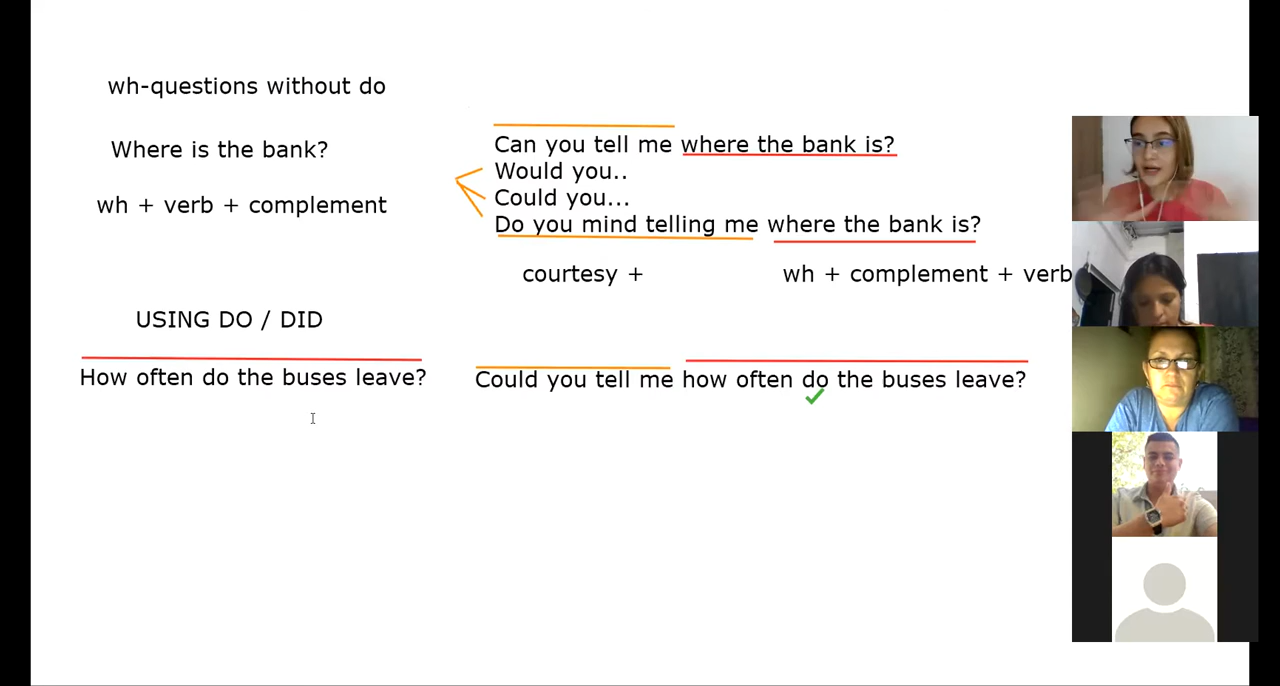 wh-questions without do
Where is the bank?
wh + verb + complement
Can you tell me where the bank is?
Would you..
Could you...
Do you mind telling me where the bank is?
courtesy + wh + complement + verb
USING DO / DID
How often do the buses leave?
Could you tell me how often do the buses leave?